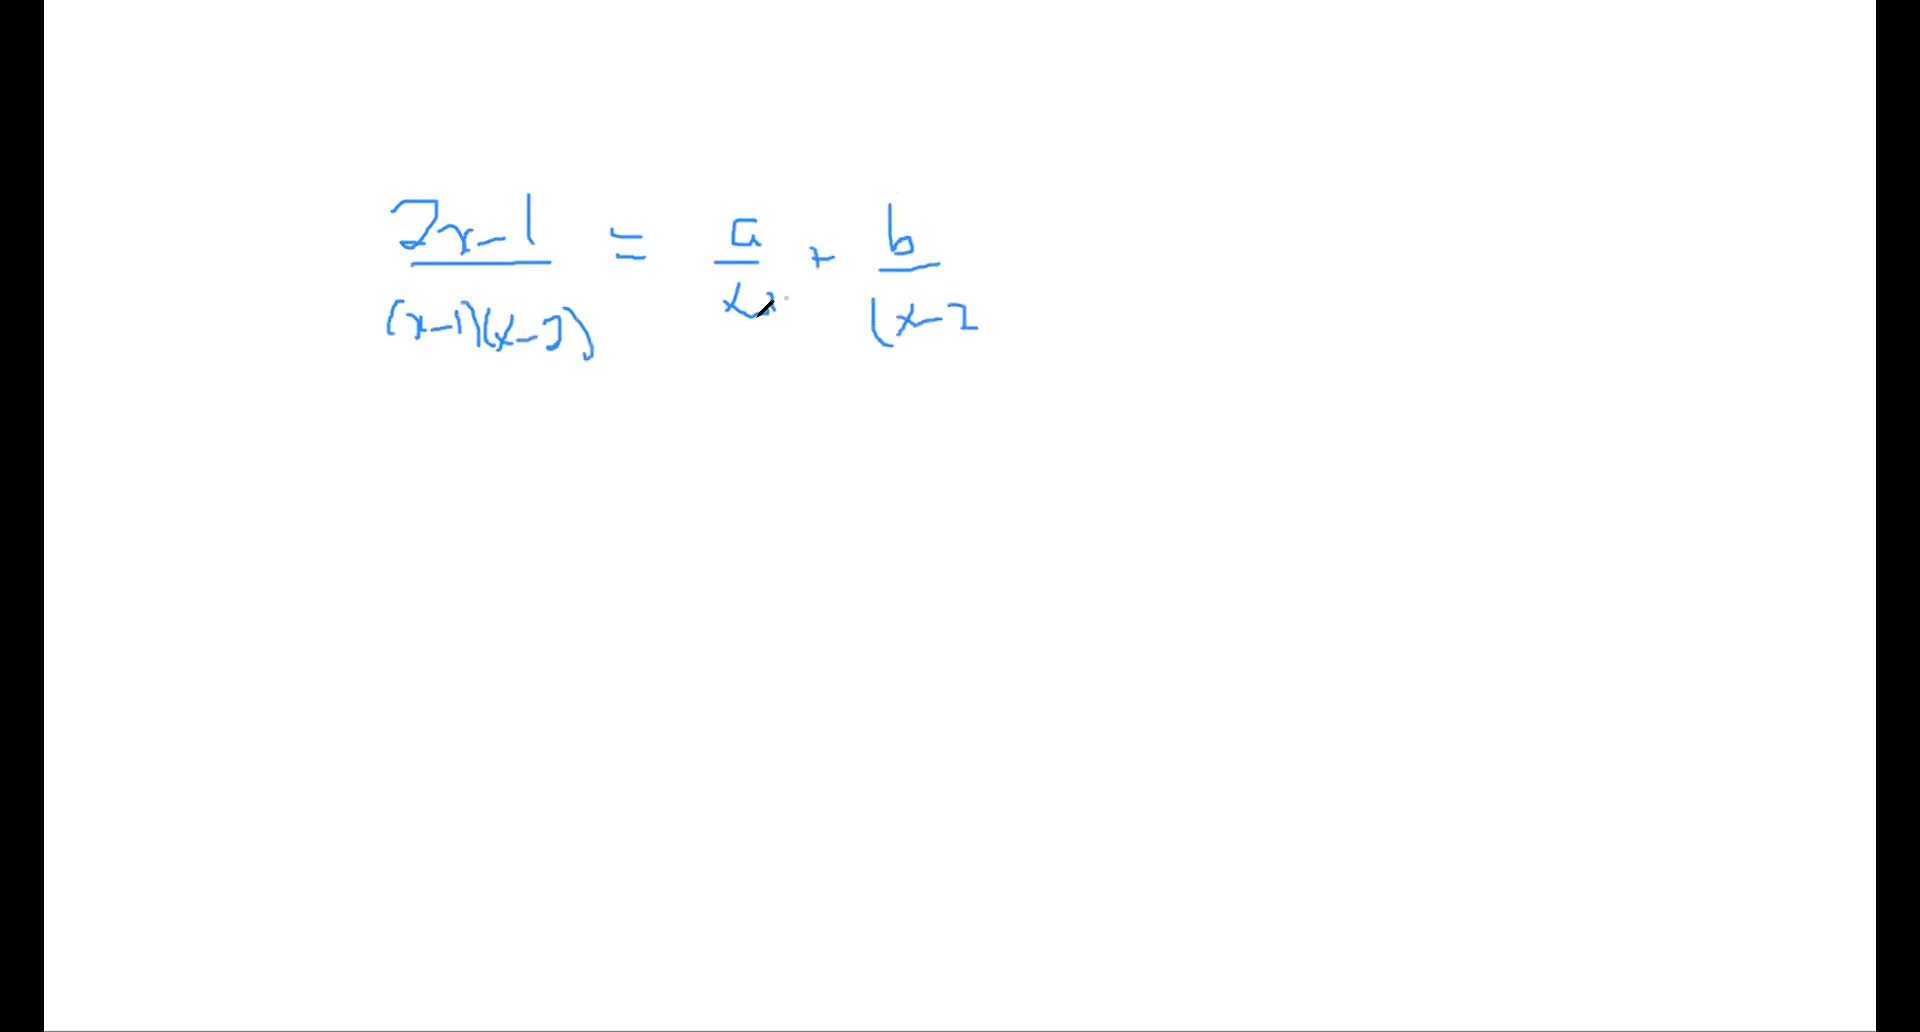 2x-1 = a + b
(x-1)(x-2) x (x-2